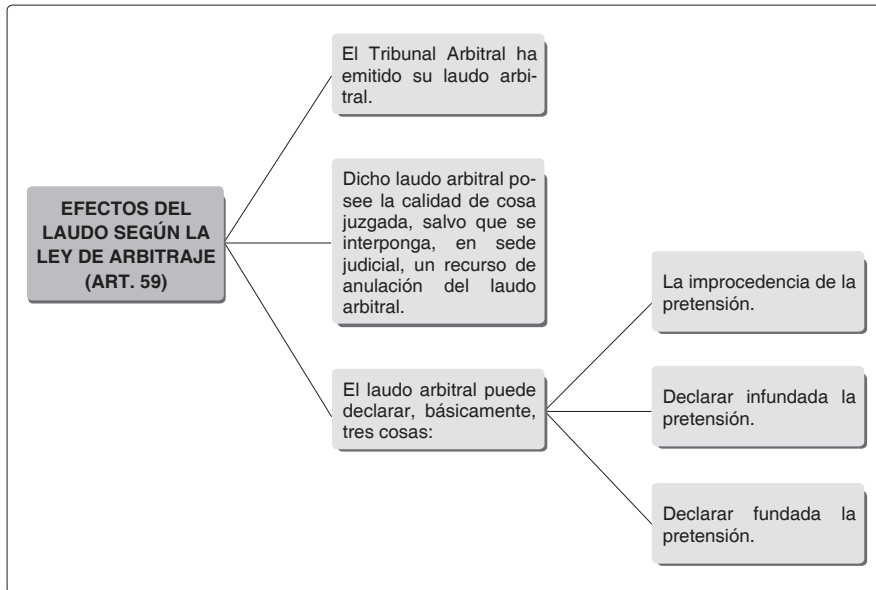 EFECTOS DEL
LAUDO SEGÚN LA
LEY DE ARBITRAJE
(ART. 59)
El Tribunal Arbitral ha
emitido su laudo arbi-
tral.
Dicho laudo arbitral po-
see la calidad de cosa
juzgada, salvo que se
interponga, en sede
judicial, un recurso de
anulación del laudo
arbitral.
El laudo arbitral puede
declarar, básicamente,
tres cosas:
La improcedencia de la
pretensión.
Declarar infundada la
pretensión.
Declarar fundada la
pretensión.